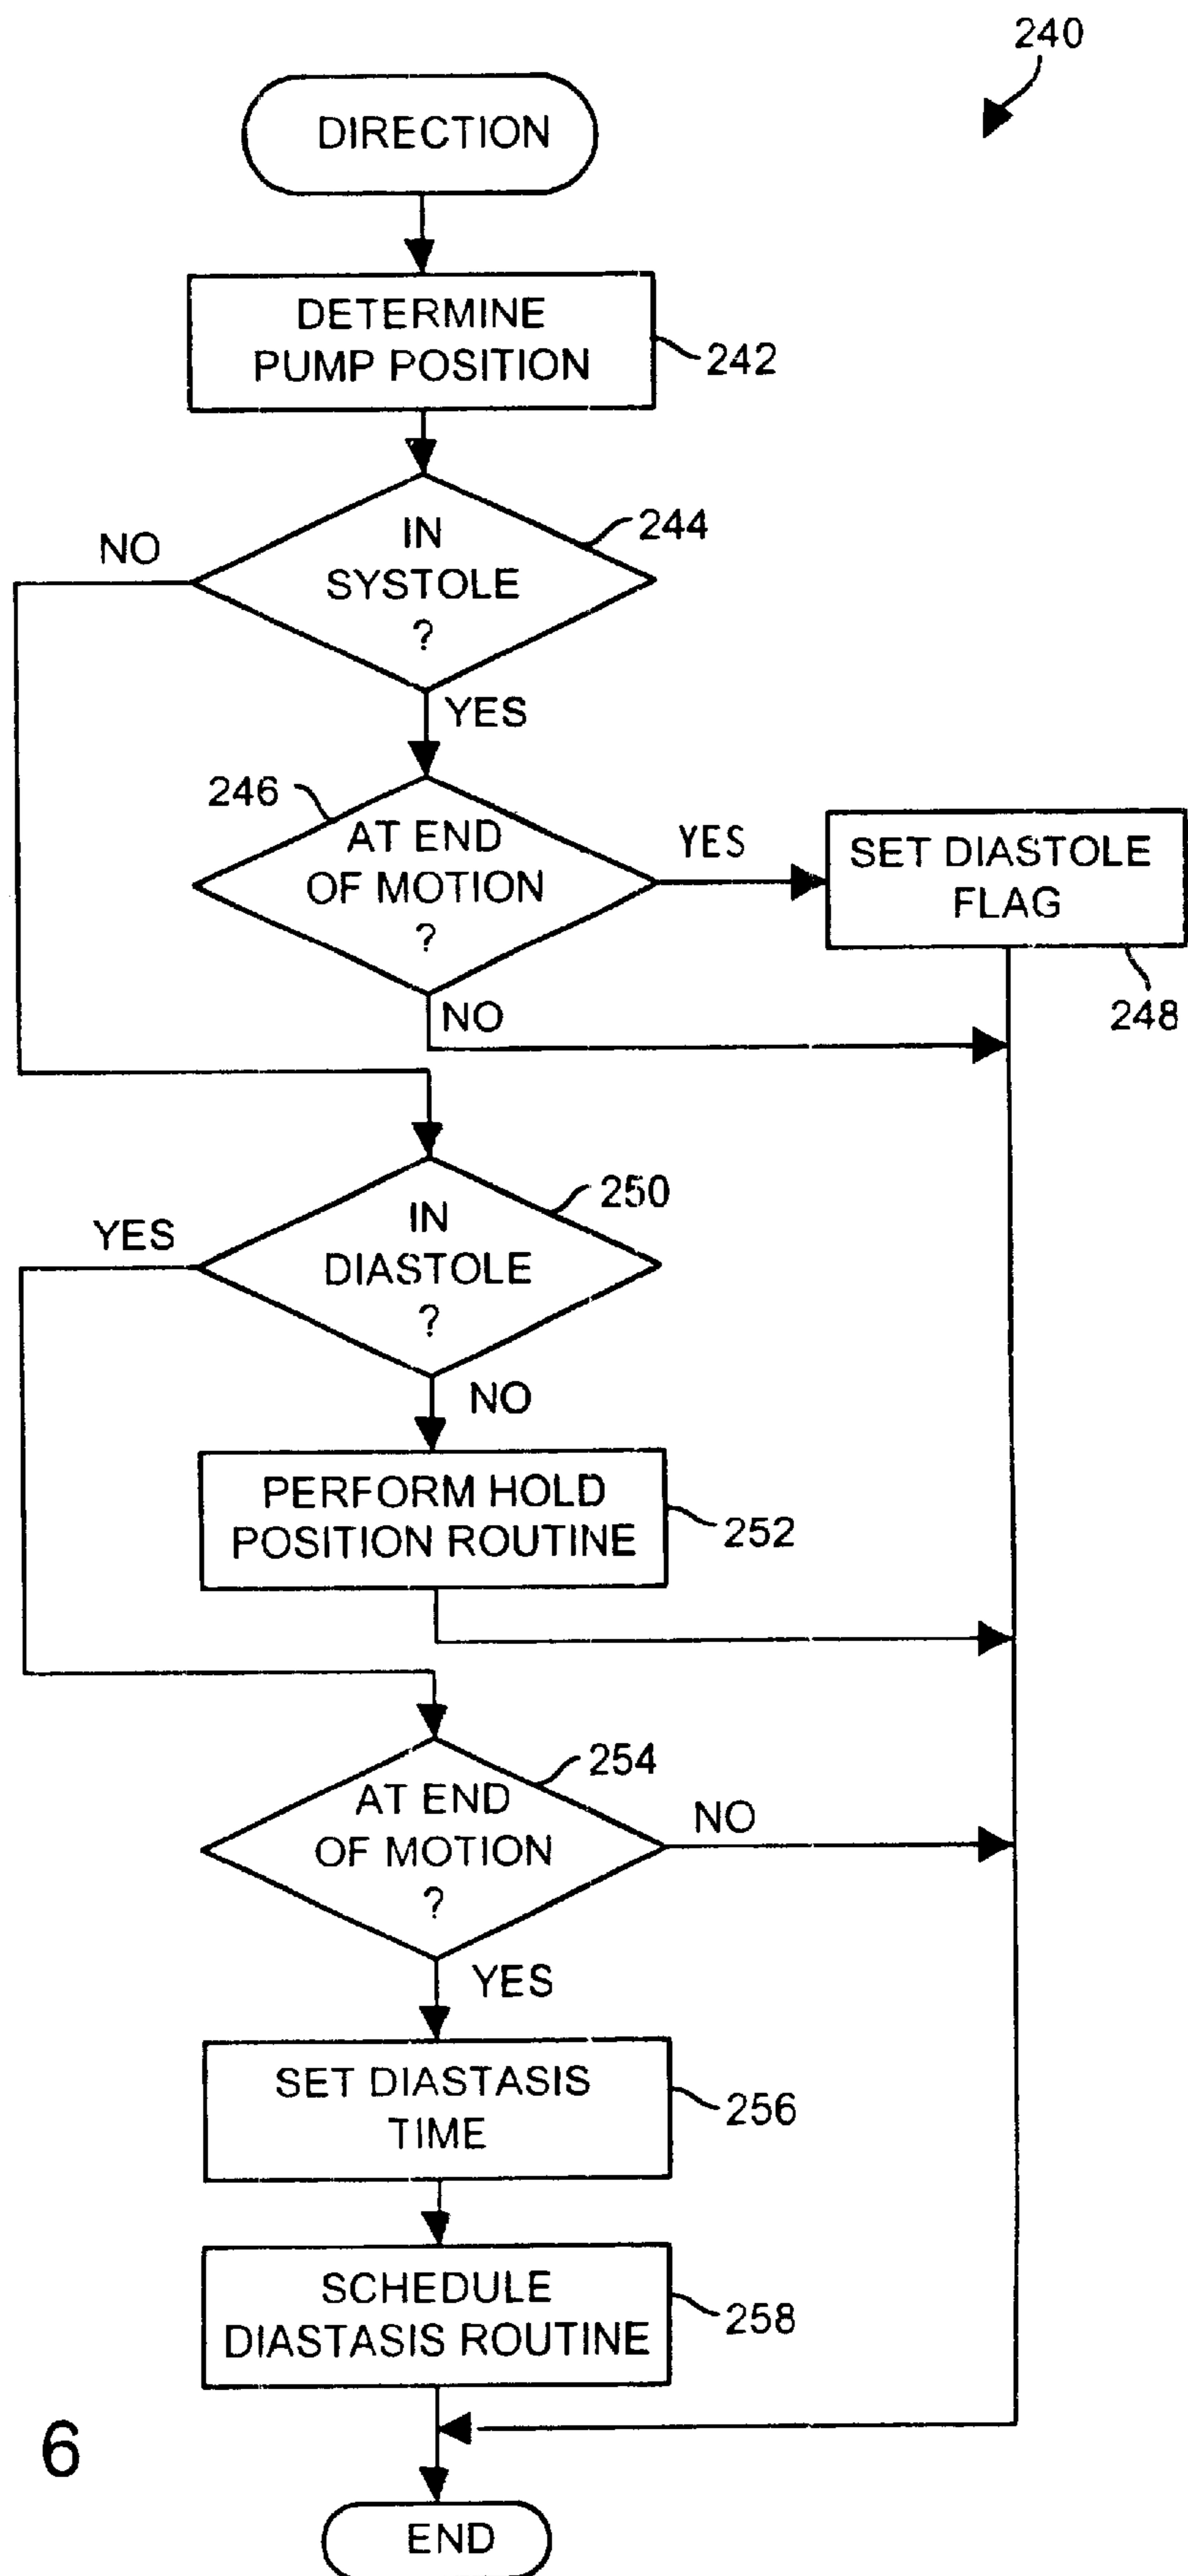 240
DIRECTION
DETERMINE
PUMP POSITION
242
IN
SYSTOLE
?
244
NO
YES
246
AT END
OF MOTION
?
YES
SET DIASTOLE
FLAG
248
NO
IN
DIASTOLE
?
250
YES
NO
PERFORM HOLD
POSITION ROUTINE
252
AT END
OF MOTION
?
254
NO
YES
SET DIASTASIS
TIME
256
SCHEDULE
DIASTASIS ROUTINE
258
6
END